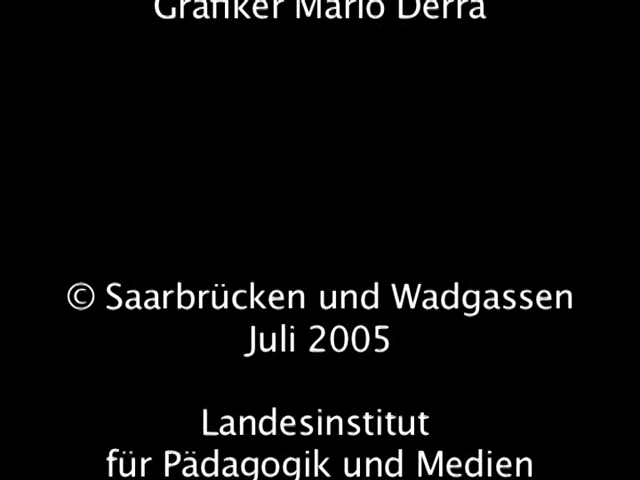 Grafiker Mario Derra
© Saarbrücken und Wadgassen
Juli 2005
Landesinstitut
für Pädagogik und Medien